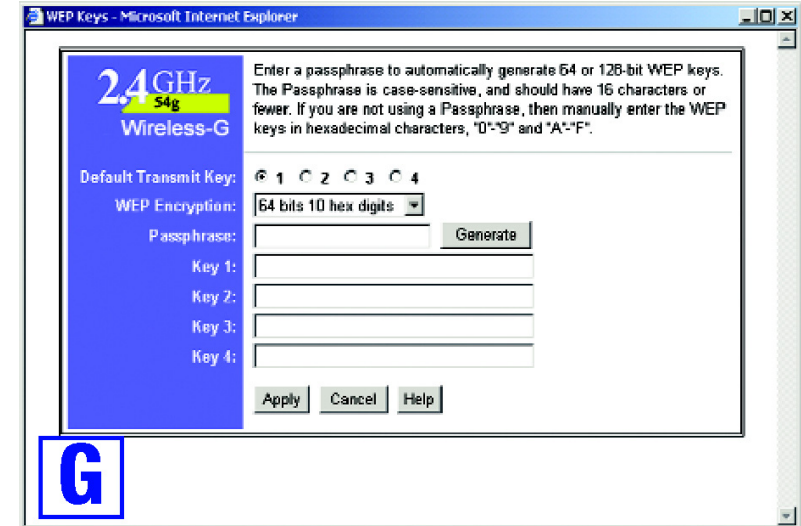 WEP Keys - Microsoft Internet Explorer
2.4 GHz
54g
Wireless-G
Enter a passphrase to automatically generate 64 or 128-bit WEP keys.
The Passphrase is case-sensitive, and should have 16 characters or
fewer. If you are not using a Passphrase, then manually enter the WEP
keys in hexadecimal characters, "0"-"9" and "A"-"F".
Default Transmit Key: 1 2 3 4
WEP Encryption: 64 bits 10 hex digits
Passphrase: Generate
Key 1:
Key 2:
Key 3:
Key 4:
Apply Cancel Help
G